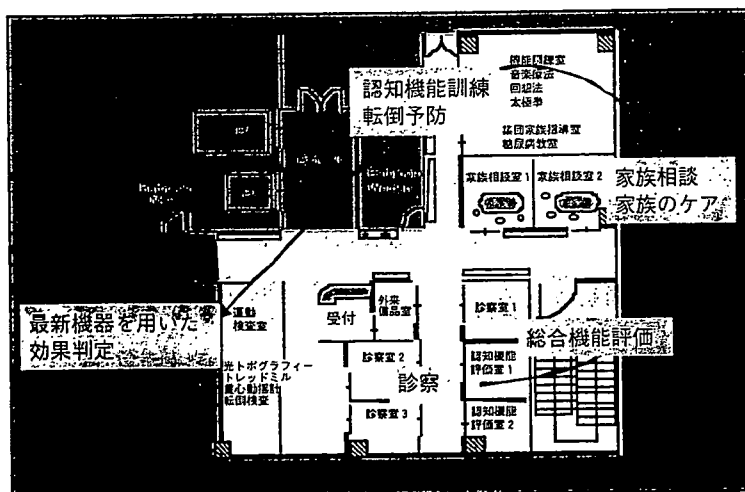 認知機能訓練
転倒予防
機能訓練室
音楽療法
回想法
太極拳
集団家族指導室
糖尿病教室
家族相談室1
家族相談室2
家族相談
家族のケア
最新機器を用いた
効果判定
運動
検査室
受付
外来
備品室
診察室1
総合機能評価
光トポグラフィー
トレッドミル
重心動揺計
転倒検査
診察室2
診察
認知機能
評価室1
診察室3
認知機能
評価室2